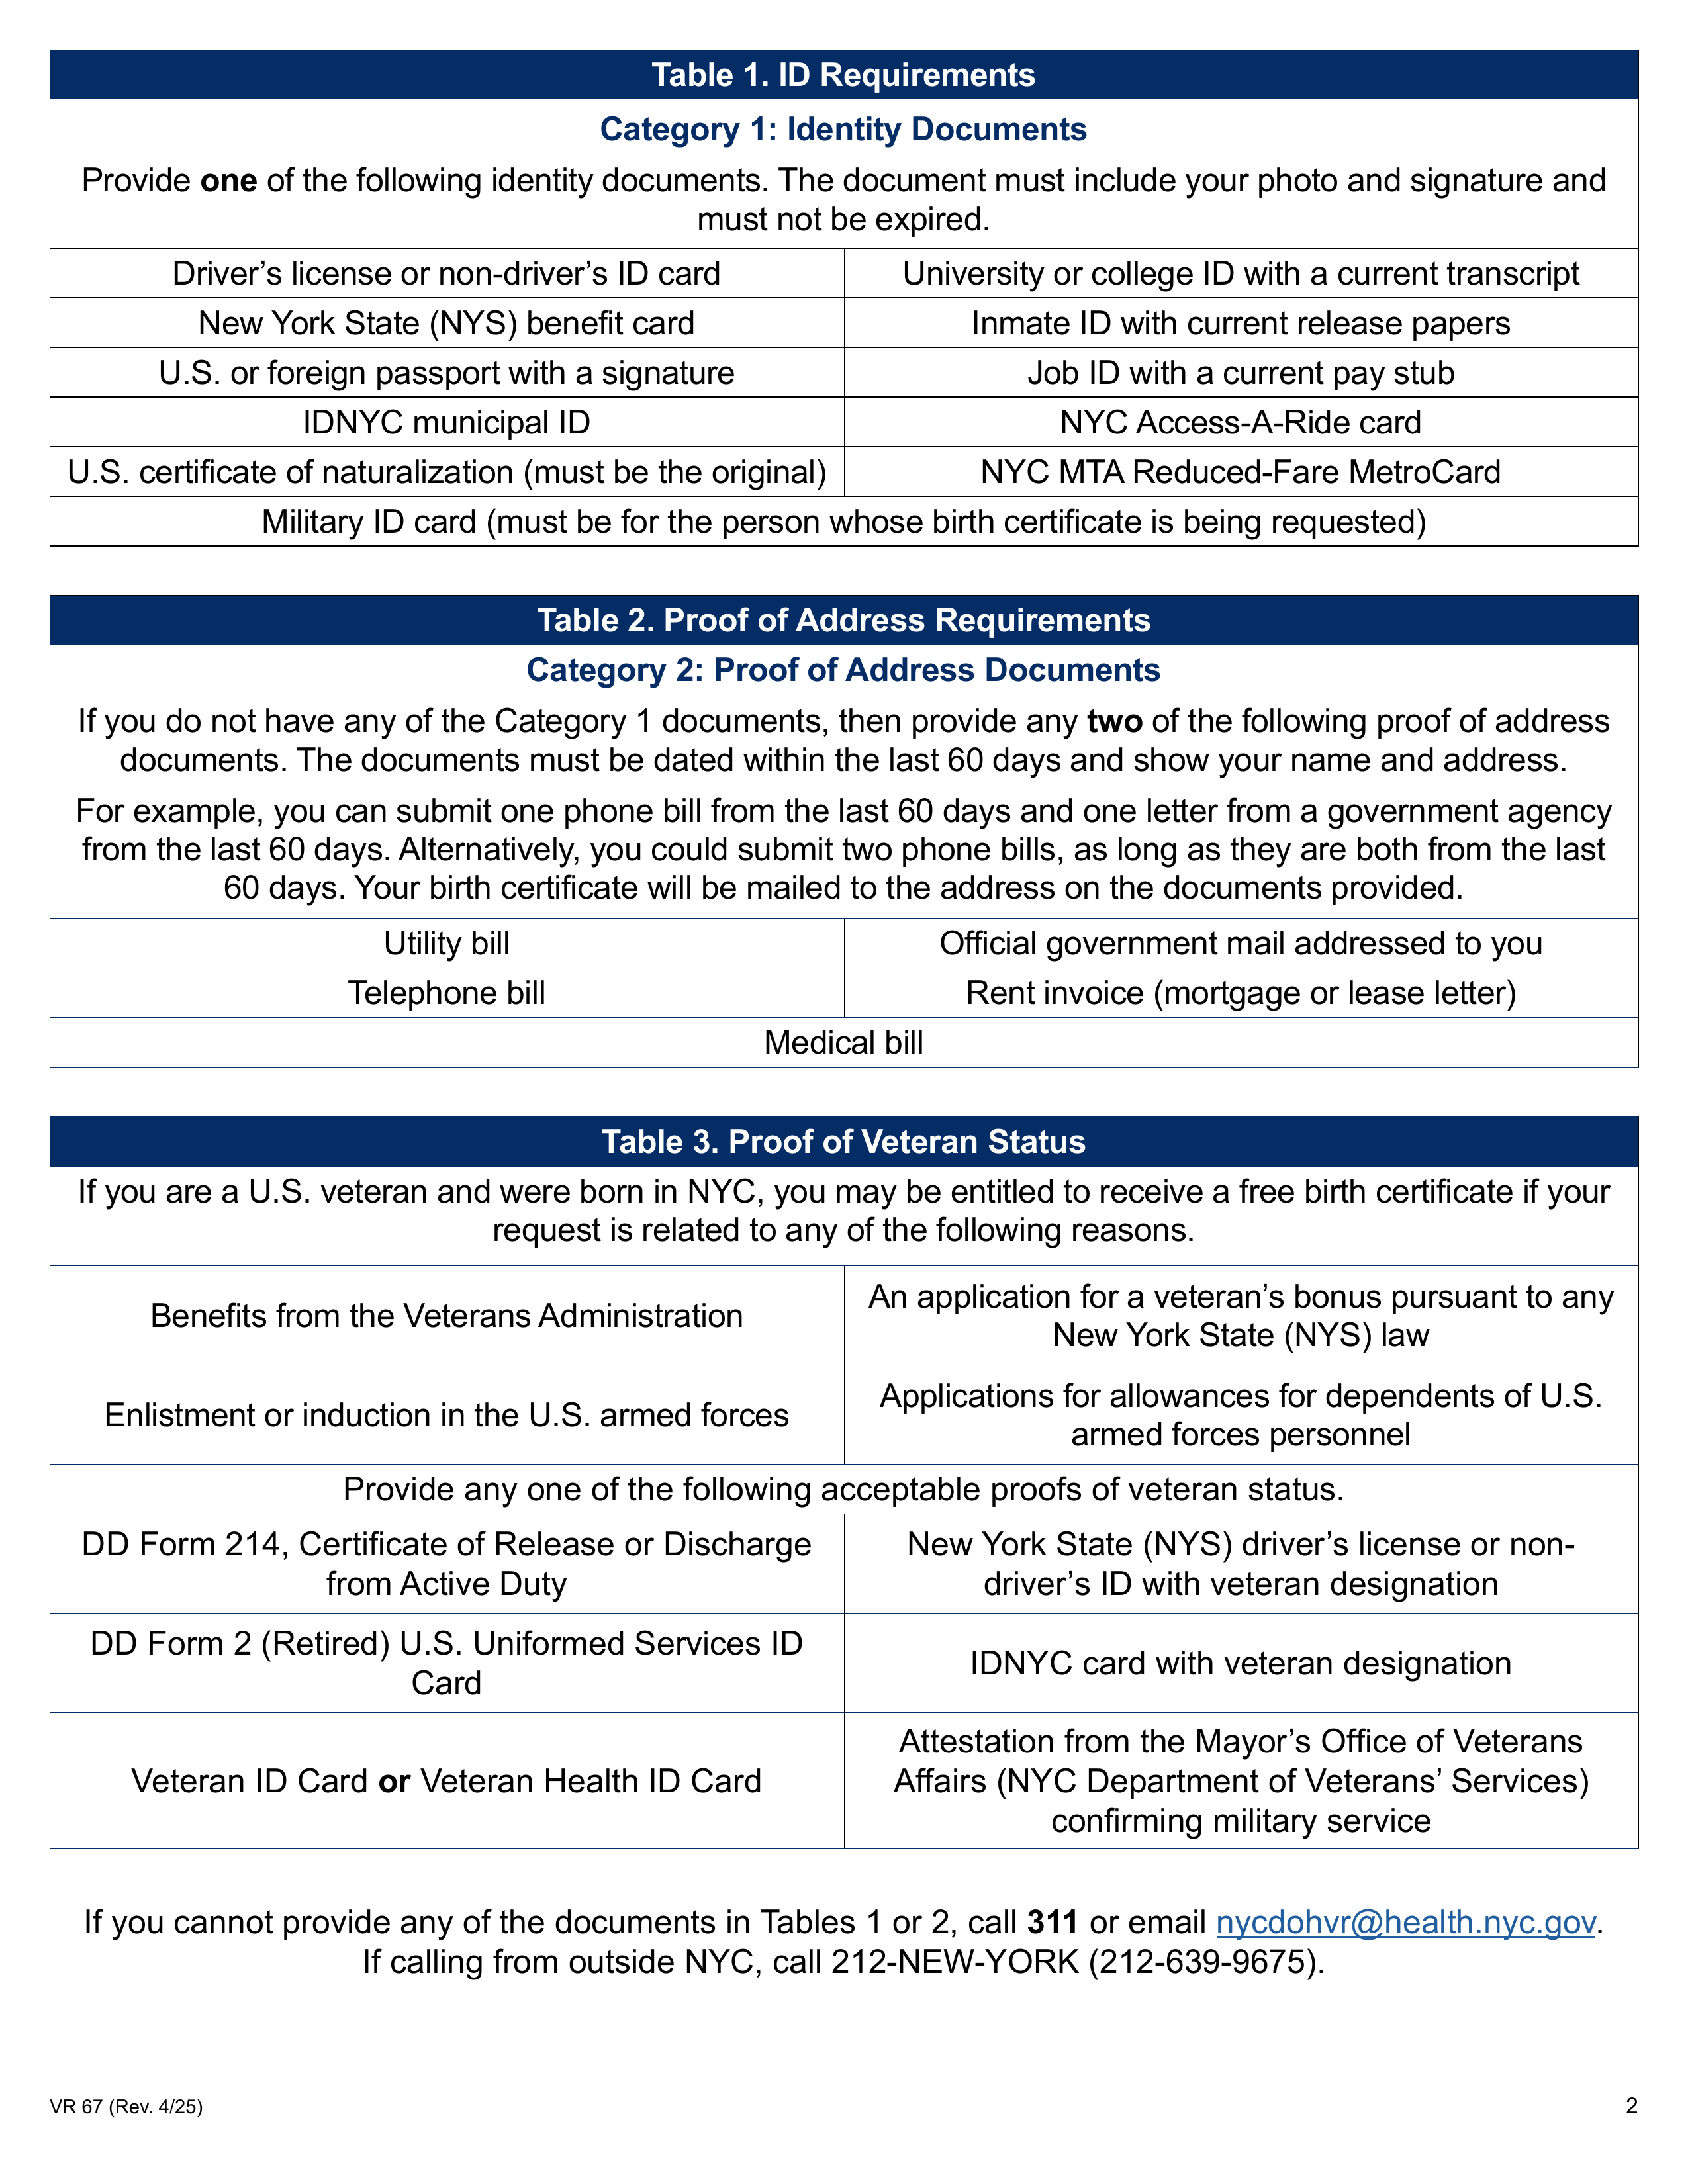 Table 1. ID Requirements
Category 1: Identity Documents
Provide one of the following identity documents. The document must include your photo and signature and
must not be expired.
Driver’s license or non-driver’s ID card
University or college ID with a current transcript
New York State (NYS) benefit card
Inmate ID with current release papers
U.S. or foreign passport with a signature
Job ID with a current pay stub
IDNYC municipal ID
NYC Access-A-Ride card
U.S. certificate of naturalization (must be the original)
NYC MTA Reduced-Fare MetroCard
Military ID card (must be for the person whose birth certificate is being requested)
Table 2. Proof of Address Requirements
Category 2: Proof of Address Documents
If you do not have any of the Category 1 documents, then provide any two of the following proof of address
documents. The documents must be dated within the last 60 days and show your name and address.
For example, you can submit one phone bill from the last 60 days and one letter from a government agency
from the last 60 days. Alternatively, you could submit two phone bills, as long as they are both from the last
60 days. Your birth certificate will be mailed to the address on the documents provided.
Utility bill
Official government mail addressed to you
Telephone bill
Rent invoice (mortgage or lease letter)
Medical bill
Table 3. Proof of Veteran Status
If you are a U.S. veteran and were born in NYC, you may be entitled to receive a free birth certificate if your
request is related to any of the following reasons.
Benefits from the Veterans Administration
An application for a veteran’s bonus pursuant to any
New York State (NYS) law
Enlistment or induction in the U.S. armed forces
Applications for allowances for dependents of U.S.
armed forces personnel
Provide any one of the following acceptable proofs of veteran status.
DD Form 214, Certificate of Release or Discharge
from Active Duty
New York State (NYS) driver’s license or non-
driver’s ID with veteran designation
DD Form 2 (Retired) U.S. Uniformed Services ID
Card
IDNYC card with veteran designation
Veteran ID Card or Veteran Health ID Card
Attestation from the Mayor’s Office of Veterans
Affairs (NYC Department of Veterans’ Services)
confirming military service
If you cannot provide any of the documents in Tables 1 or 2, call 311 or email nycdohvr@health.nyc.gov.
If calling from outside NYC, call 212-NEW-YORK (212-639-9675).
VR 67 (Rev. 4/25)
2